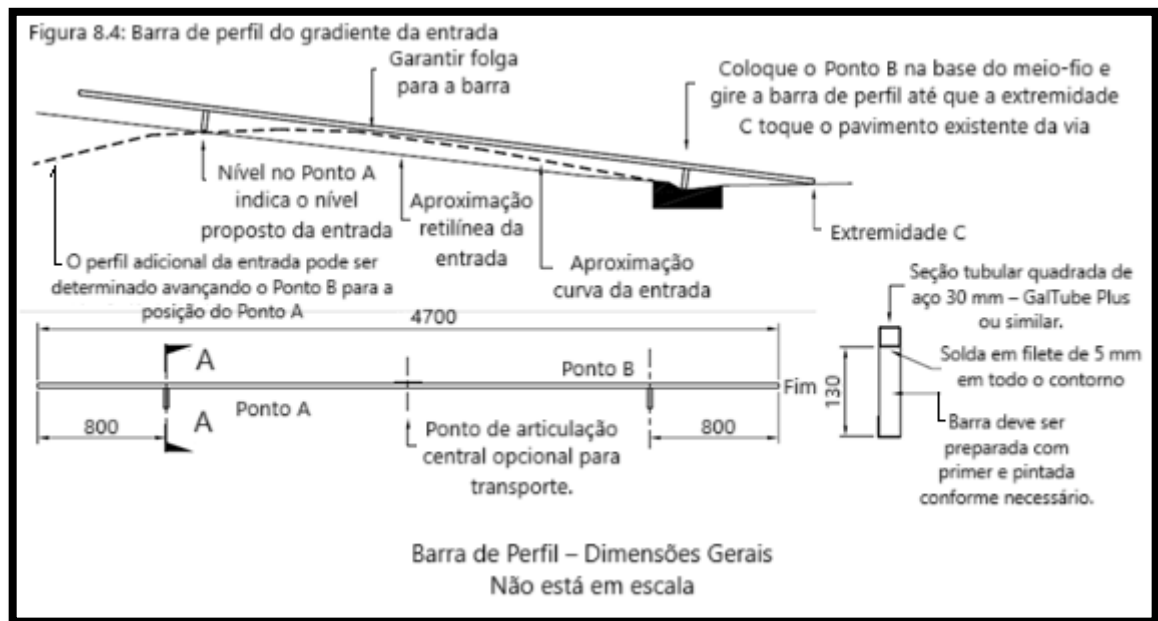 Figura 8.4: Barra de perfil do gradiente da entrada
Garantir folga
para a barra
Coloque o Ponto B na base do meio-fio e
gire a barra de perfil até que a extremidade
C toque o pavimento existente da via
Nível no Ponto A
indica o nível
proposto da entrada
Aproximação
retilínea da
entrada
Aproximação
curva da entrada
Extremidade C
O perfil adicional da entrada pode ser
determinado avançando o Ponto B para a
posição do Ponto A
Seção tubular quadrada de
aço 30 mm – GalTube Plus
ou similar.
4700
A
Ponto B
Fim
Solda em filete de 5 mm
em todo o contorno
130
Ponto A
A
800
800
Ponto de articulação
central opcional para
transporte.
Barra deve ser
preparada com
primer e pintada
conforme necessário.
Barra de Perfil – Dimensões Gerais
Não está em escala